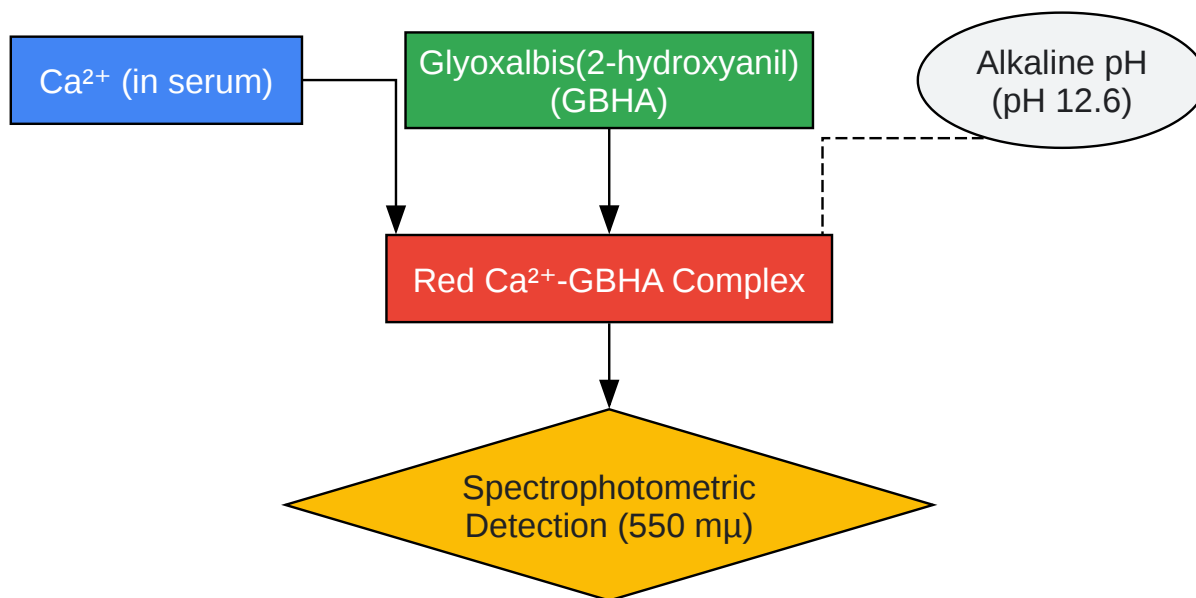 Ca²⁺ (in serum)
Glyoxalbis(2-hydroxyanil)
(GBHA)
Alkaline pH
(pH 12.6)
Red Ca²⁺-GBHA Complex
Spectrophotometric
Detection (550 mµ)